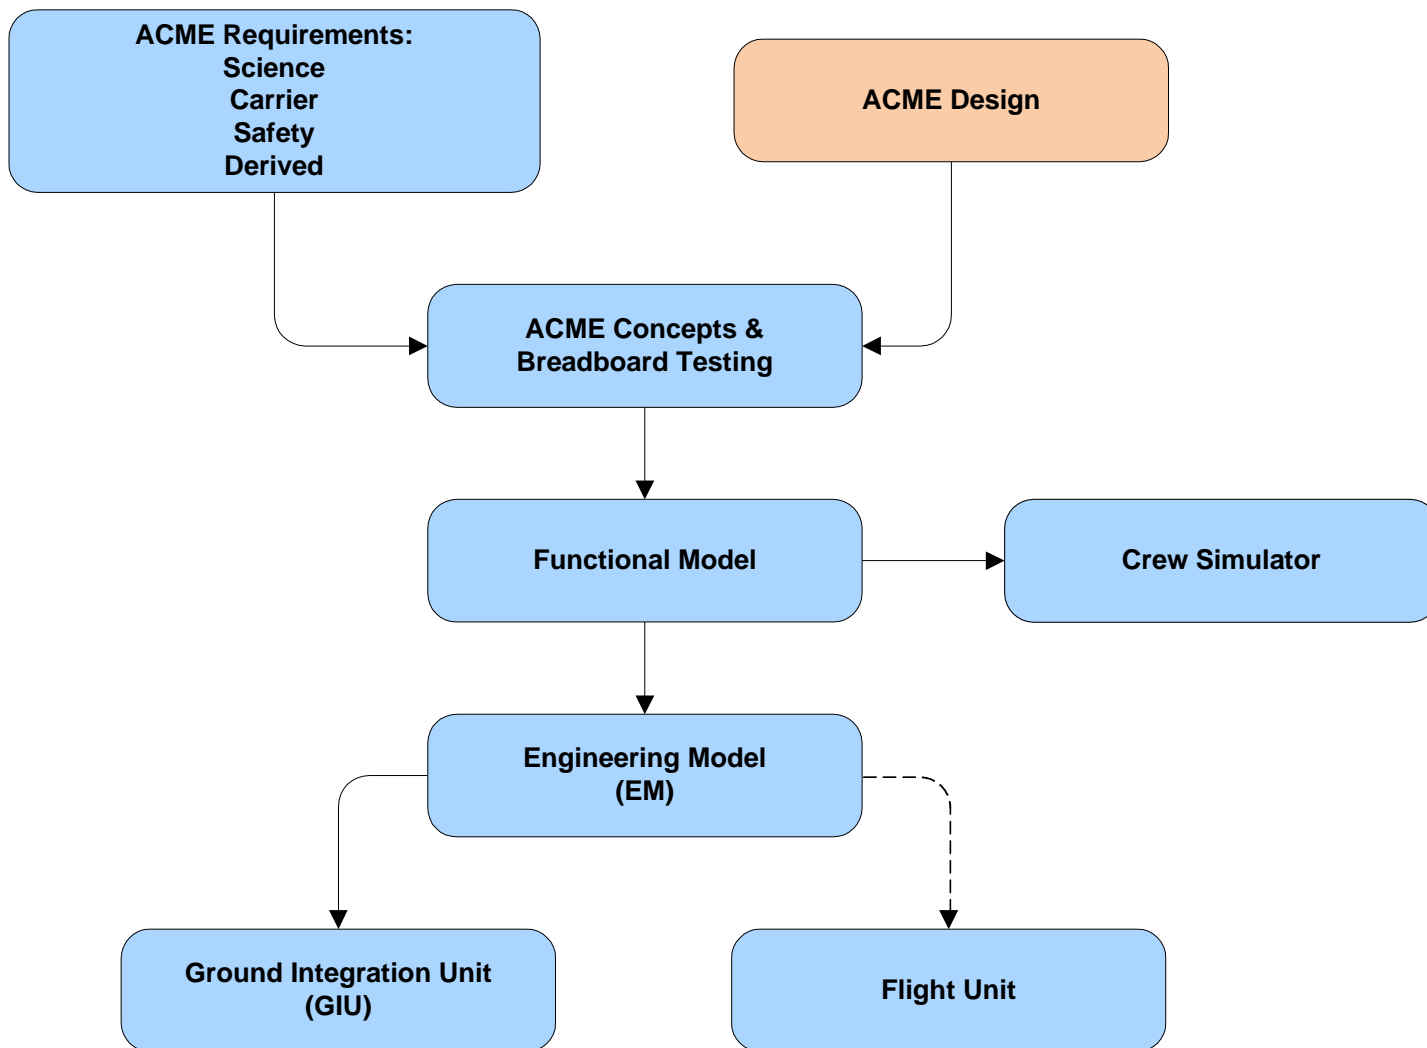 ACME Requirements:
Science
Carrier
Safety
Derived
ACME Design
ACME Concepts &
Breadboard Testing
Functional Model
Crew Simulator
Engineering Model
(EM)
Ground Integration Unit
(GIU)
Flight Unit